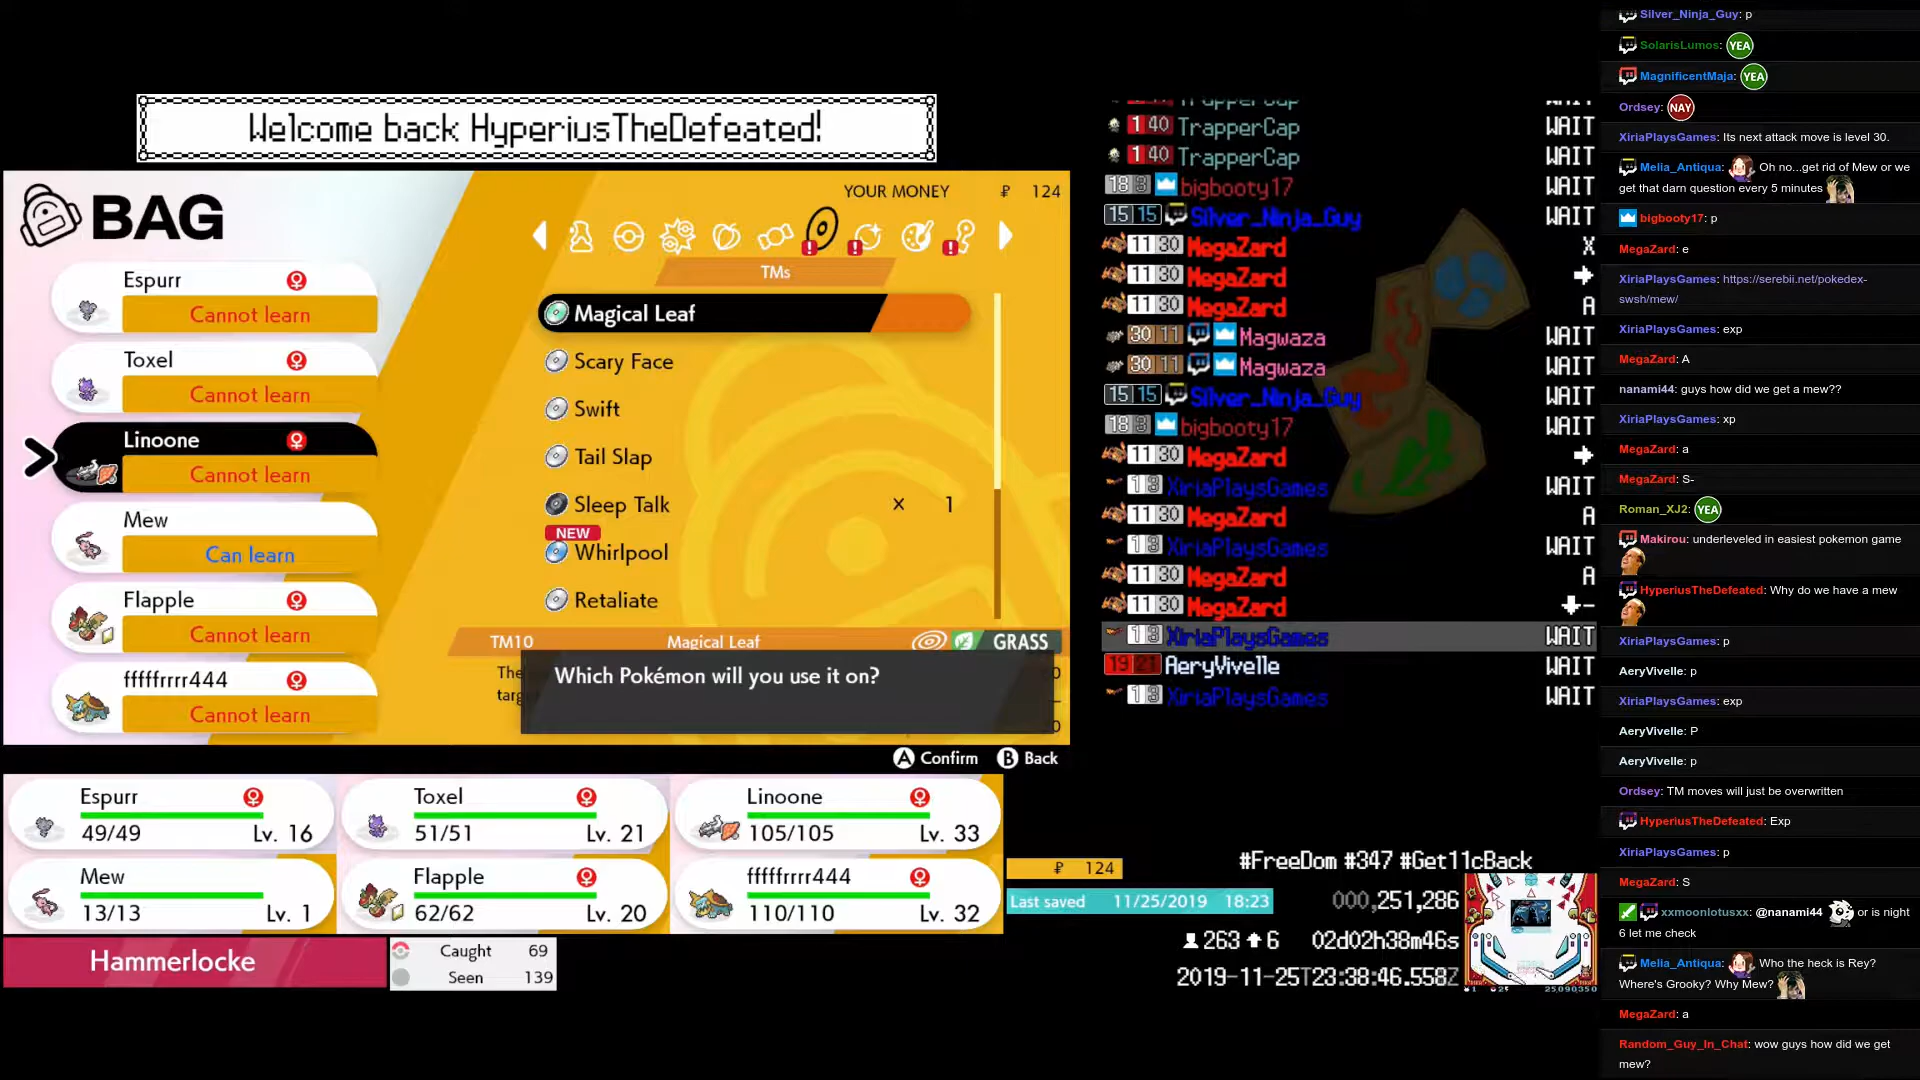 Welcome back HyperiusTheDefeated!
BAG
YOUR MONEY ₽ 124
TMs
Espurr
Cannot learn
Toxel
Cannot learn
Linoone
Cannot learn
Mew
Can learn
Flapple
Cannot learn
fffffrrrr444
Cannot learn
Magical Leaf
Scary Face
Swift
Tail Slap
Sleep Talk × 1
NEW
Whirlpool
Retaliate
TM10 Magical Leaf GRASS
The
targ
Which Pokémon will you use it on?
A Confirm B Back
Espurr
49/49 Lv. 16
Toxel
51/51 Lv. 21
Linoone
105/105 Lv. 33
Mew
13/13 Lv. 1
Flapple
62/62 Lv. 20
fffffrrrr444
110/110 Lv. 32
Hammerlocke
Caught 69
Seen 139
TrapperCap WAIT
1 40 TrapperCap WAIT
1 40 TrapperCap WAIT
18 3 bigbooty17 WAIT
15 15 Silver_Ninja_Guy WAIT
11 30 MegaZard X
11 30 MegaZard →
11 30 MegaZard A
30 11 Magwaza WAIT
30 11 Magwaza WAIT
15 15 Silver_Ninja_Guy WAIT
18 3 bigbooty17 WAIT
11 30 MegaZard →
1 3 XiriaPlaysGames WAIT
11 30 MegaZard A
1 3 XiriaPlaysGames WAIT
11 30 MegaZard A
11 30 MegaZard ↓-
1 3 XiriaPlaysGames WAIT
19 21 AeryVivelle WAIT
1 3 XiriaPlaysGames WAIT
#FreeDom #347 #Get11cBack
₽ 124
Last saved 11/25/2019 18:23
000,251,286
263 6 02d02h38m46s
2019-11-25T23:38:46.558Z
Silver_Ninja_Guy: p
SolarisLumos: YEA
MagnificentMaja: YEA
Ordsey: NAY
XiriaPlaysGames: Its next attack move is level 30.
Melia_Antiqua: Oh no...get rid of Mew or we
get that darn question every 5 minutes
bigbooty17: p
MegaZard: e
XiriaPlaysGames: https://serebii.net/pokedex-
swsh/mew/
XiriaPlaysGames: exp
MegaZard: A
nanami44: guys how did we get a mew??
XiriaPlaysGames: xp
MegaZard: a
MegaZard: S-
Roman_XJ2: YEA
Makirou: underleveled in easiest pokemon game
HyperiusTheDefeated: Why do we have a mew
XiriaPlaysGames: p
AeryVivelle: p
XiriaPlaysGames: exp
AeryVivelle: P
AeryVivelle: p
Ordsey: TM moves will just be overwritten
HyperiusTheDefeated: Exp
XiriaPlaysGames: p
MegaZard: S
xxmoonlotusxx: @nanami44 or is night
6 let me check
Melia_Antiqua: Who the heck is Rey?
Where's Grooky? Why Mew?
MegaZard: a
Random_Guy_In_Chat: wow guys how did we get
mew?